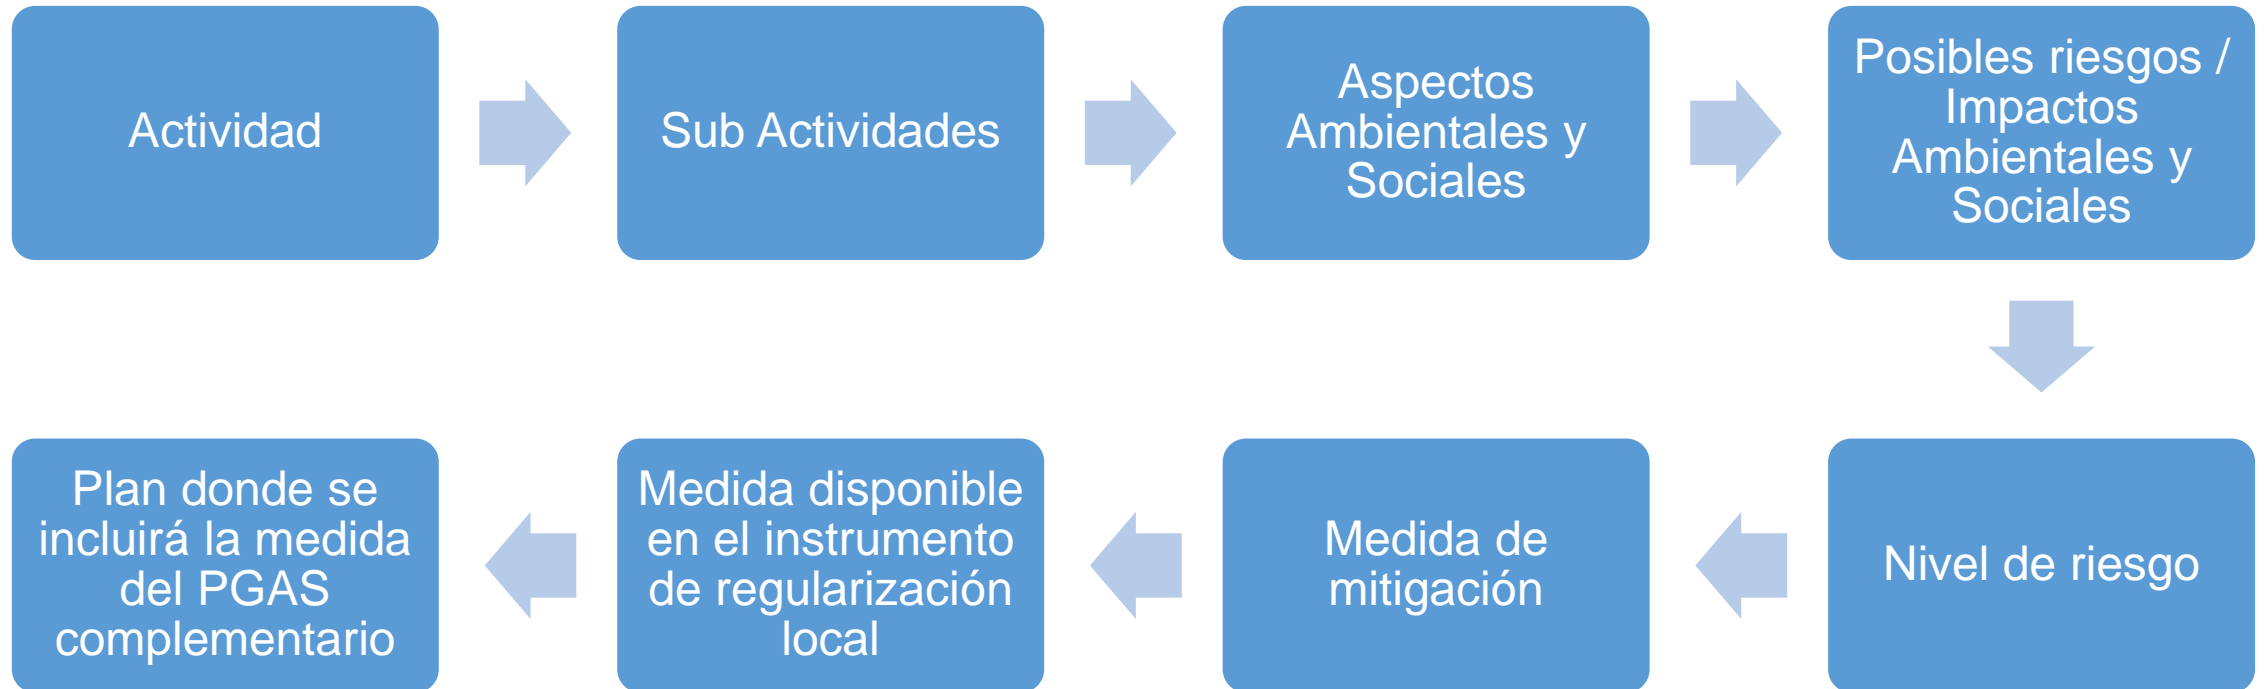 Actividad
Sub Actividades
Aspectos
Ambientales y
Sociales
Posibles riesgos /
Impactos
Ambientales y
Sociales
Nivel de riesgo
Medida de
mitigación
Medida disponible
en el instrumento
de regularización
local
Plan donde se
incluirá la medida
del PGAS
complementario